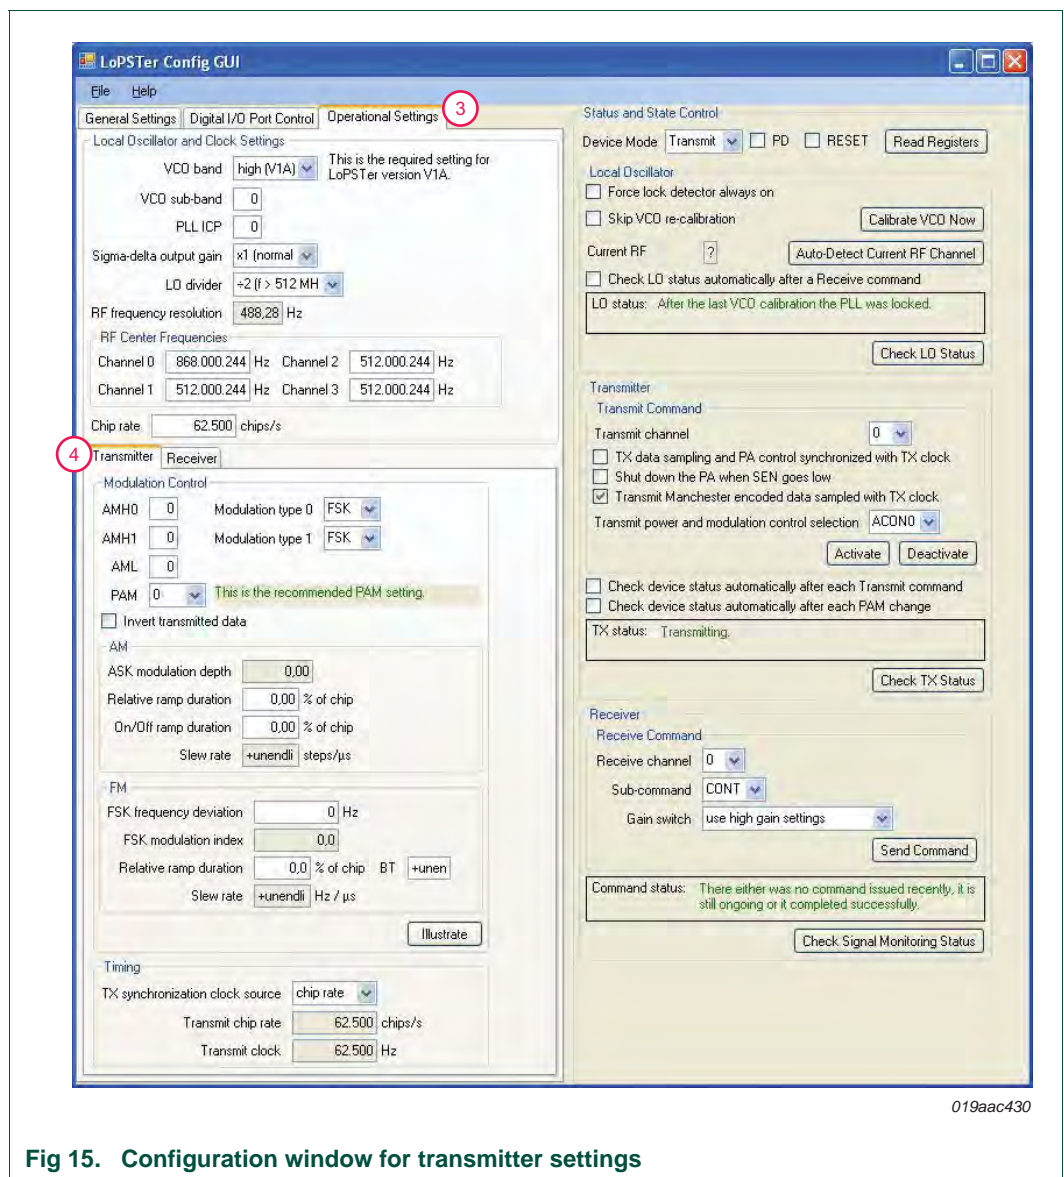 LoPSTer Config GUI
File Help
General Settings Digital I/O Port Control Operational Settings
3
Local Oscillator and Clock Settings
VCO band high (V1A) This is the required setting for
LoPSTer version V1A.
VCO sub-band 0
PLL ICP 0
Sigma-delta output gain x1 (normal
LO divider ÷2 (f > 512 MH
RF frequency resolution 488,28 Hz
RF Center Frequencies
Channel 0 868.000.244 Hz Channel 2 512.000.244 Hz
Channel 1 512.000.244 Hz Channel 3 512.000.244 Hz
Chip rate 62.500 chips/s
4
Transmitter Receiver
Modulation Control
AMH0 0 Modulation type 0 FSK
AMH1 0 Modulation type 1 FSK
AML 0
PAM 0 This is the recommended PAM setting.
Invert transmitted data
AM
ASK modulation depth 0,00
Relative ramp duration 0,00 % of chip
On/Off ramp duration 0,00 % of chip
Slew rate +unendli steps/µs
FM
FSK frequency deviation 0 Hz
FSK modulation index 0,0
Relative ramp duration 0,0 % of chip BT +unen
Slew rate +unendli Hz / µs
Illustrate
Timing
TX synchronization clock source chip rate
Transmit chip rate 62.500 chips/s
Transmit clock 62.500 Hz
Status and State Control
Device Mode Transmit PD RESET Read Registers
Local Oscillator
Force lock detector always on
Skip VCO re-calibration Calibrate VCO Now
Current RF ? Auto-Detect Current RF Channel
Check LO status automatically after a Receive command
LO status: After the last VCO calibration the PLL was locked.
Check LO Status
Transmitter
Transmit Command
Transmit channel 0
TX data sampling and PA control synchronized with TX clock
Shut down the PA when SEN goes low
Transmit Manchester encoded data sampled with TX clock
Transmit power and modulation control selection ACON0
Activate Deactivate
Check device status automatically after each Transmit command
Check device status automatically after each PAM change
TX status: Transmitting.
Check TX Status
Receiver
Receive Command
Receive channel 0
Sub-command CONT
Gain switch use high gain settings
Send Command
Command status: There either was no command issued recently, it is
still ongoing or it completed successfully.
Check Signal Monitoring Status
019aac430
Fig 15. Configuration window for transmitter settings